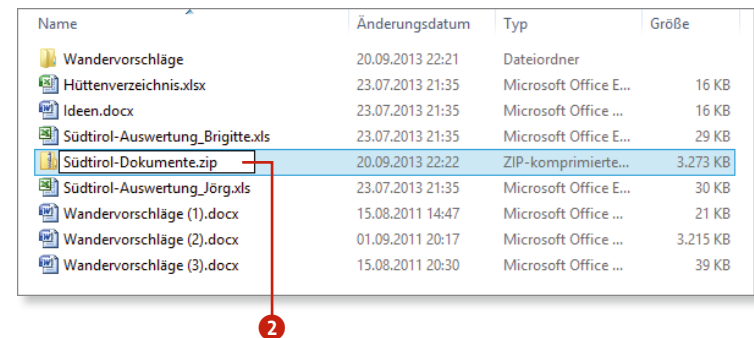 Name Änderungsdatum Typ Größe
Wandervorschläge 20.09.2013 22:21 Dateiordner
Hüttenverzeichnis.xlsx 23.07.2013 21:35 Microsoft Office E... 16 KB
Ideen.docx 23.07.2013 21:35 Microsoft Office ... 16 KB
Südtirol-Auswertung_Brigitte.xls 23.07.2013 21:35 Microsoft Office E... 29 KB
Südtirol-Dokumente.zip 20.09.2013 22:22 ZIP-komprimierte... 3.273 KB
Südtirol-Auswertung_Jörg.xls 23.07.2013 21:35 Microsoft Office E... 30 KB
Wandervorschläge (1).docx 15.08.2011 14:47 Microsoft Office ... 21 KB
Wandervorschläge (2).docx 01.09.2011 20:17 Microsoft Office ... 3.215 KB
Wandervorschläge (3).docx 15.08.2011 20:30 Microsoft Office ... 39 KB
2